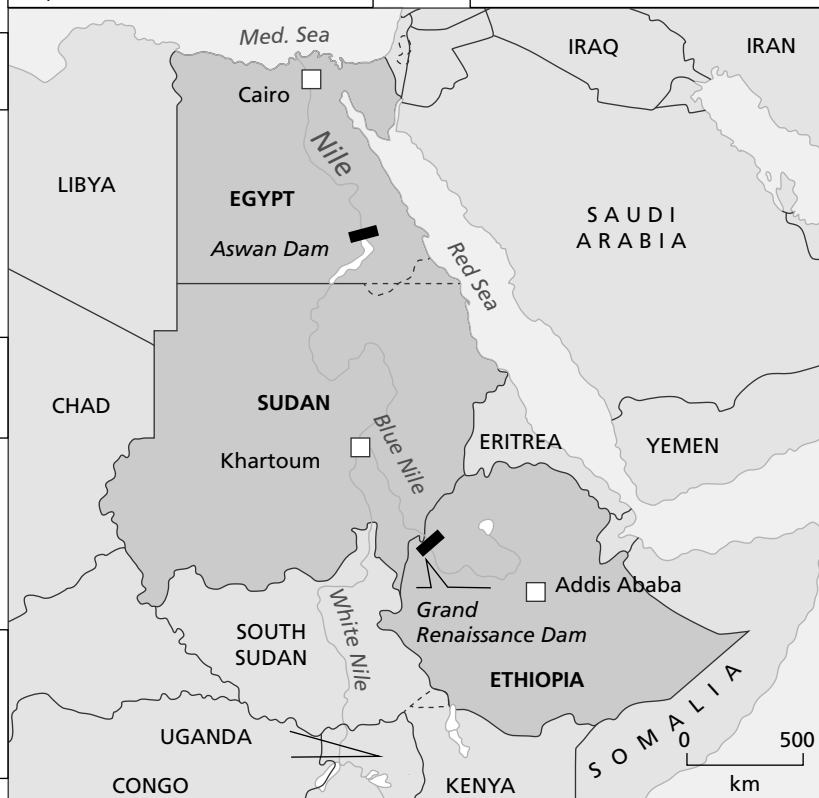 Med. Sea
IRAQ
IRAN
Cairo
Nile
LIBYA
EGYPT
SAUDI
ARABIA
Aswan Dam
Red Sea
CHAD
SUDAN
Blue Nile
ERITREA
YEMEN
Khartoum
Addis Ababa
Grand
Renaissance Dam
White Nile
SOUTH
SUDAN
ETHIOPIA
SOMALIA
UGANDA
0 500
km
CONGO
KENYA